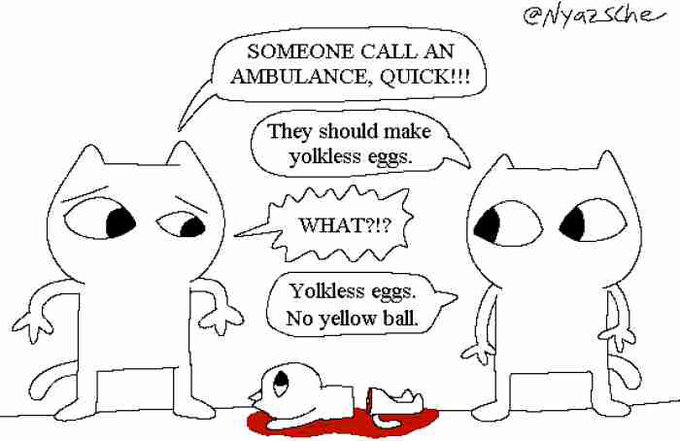 @Nyazsche
SOMEONE CALL AN
AMBULANCE, QUICK!!!
They should make
yolkless eggs.
WHAT?!?
Yolkless eggs.
No yellow ball.